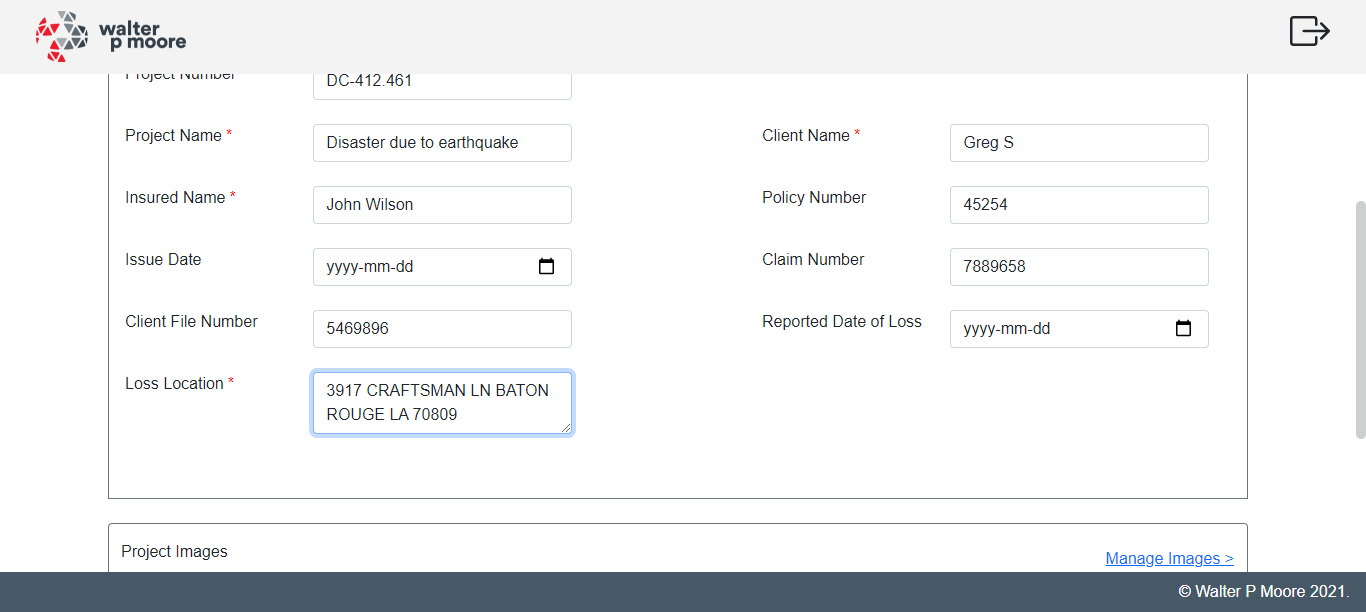 walter
p moore
Project Number DC-412.461
Project Name * Disaster due to earthquake Client Name * Greg S
Insured Name * John Wilson Policy Number 45254
Issue Date yyyy-mm-dd Claim Number 7889658
Client File Number 5469896 Reported Date of Loss yyyy-mm-dd
Loss Location * 3917 CRAFTSMAN LN BATON
ROUGE LA 70809
Project Images Manage Images >
© Walter P Moore 2021.